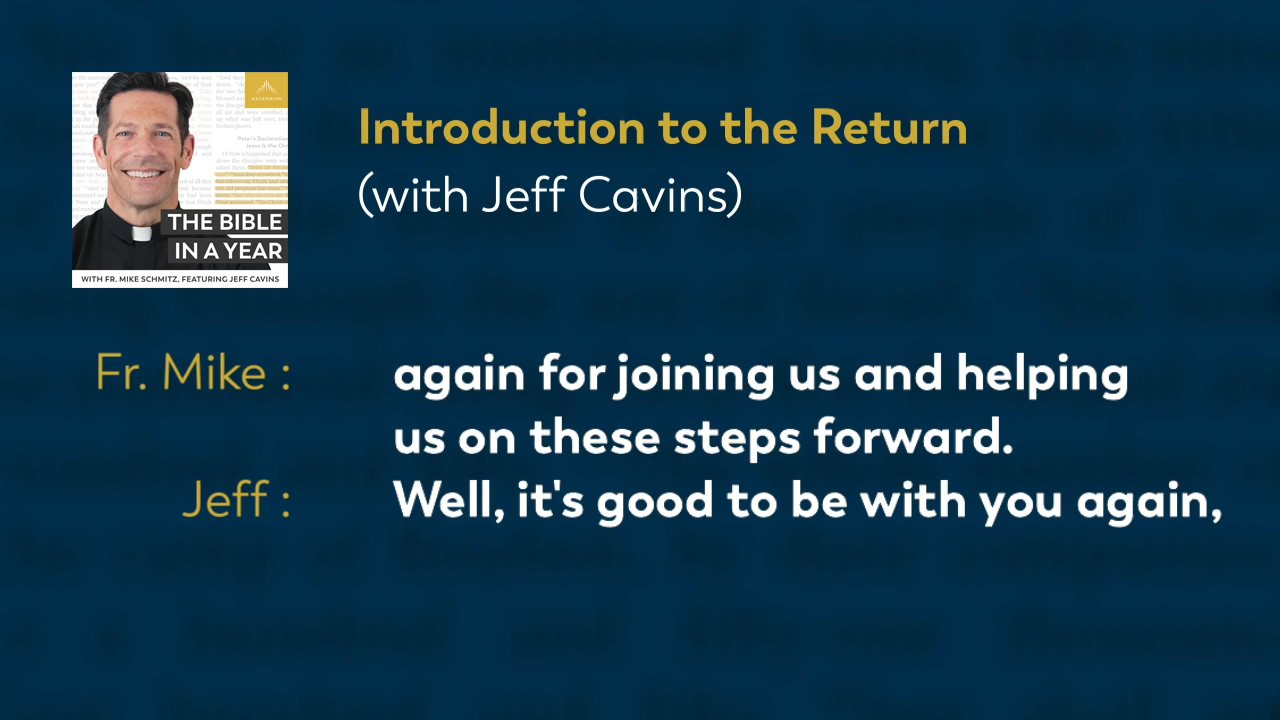 ASCENSION
THE BIBLE
IN A YEAR
WITH FR. MIKE SCHMITZ, FEATURING JEFF CAVINS
Introduction to the Return
(with Jeff Cavins)
Fr. Mike : again for joining us and helping
us on these steps forward.
Jeff : Well, it's good to be with you again,